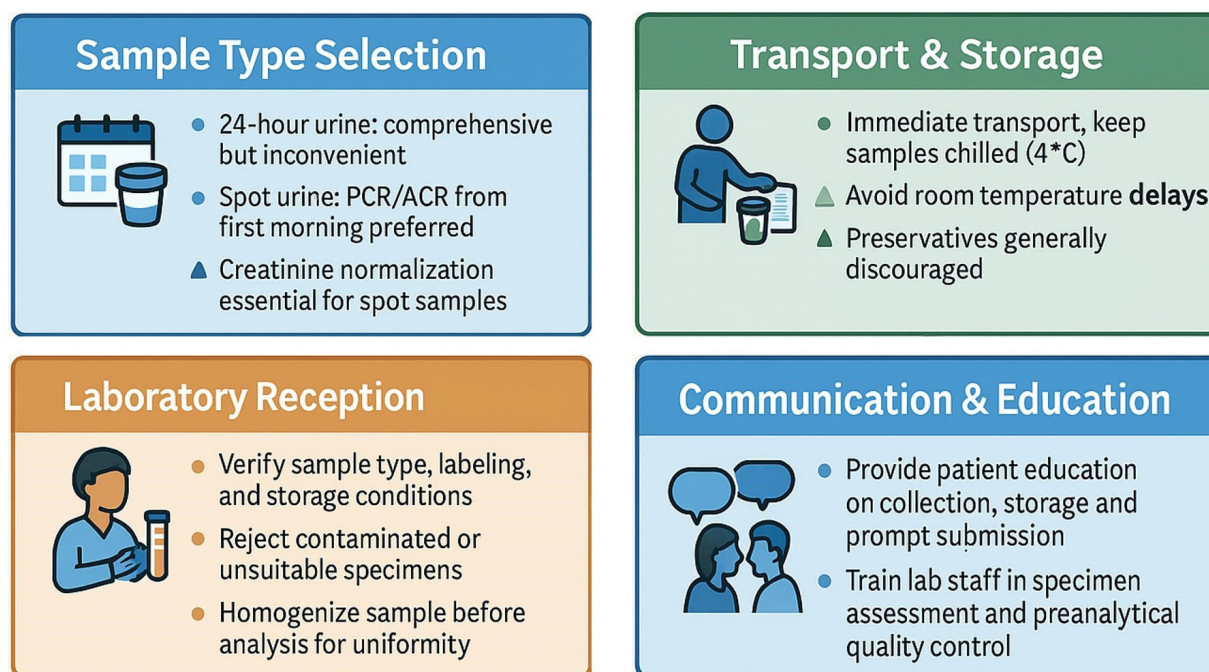 Sample Type Selection
24-hour urine: comprehensive
but inconvenient
Spot urine: PCR/ACR from
first morning preferred
Creatinine normalization
essential for spot samples
Transport & Storage
Immediate transport, keep
samples chilled (4*C)
Avoid room temperature delays
Preservatives generally
discouraged
Laboratory Reception
Verify sample type, labeling,
and storage conditions
Reject contaminated or
unsuitable specimens
Homogenize sample before
analysis for uniformity
Communication & Education
Provide patient education
on collection, storage and
prompt submission
Train lab staff in specimen
assessment and preanalytical
quality control